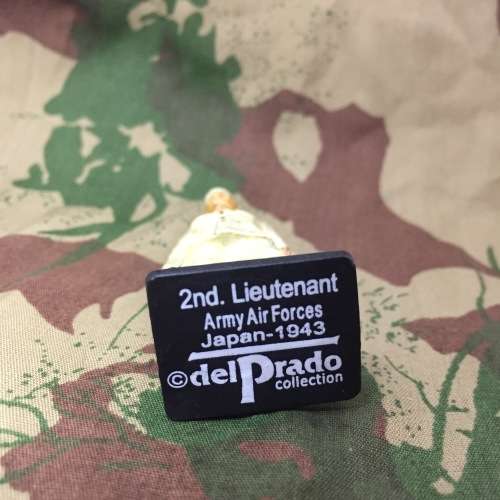 2nd. Lieutenant
Army Air Forces
Japan-1943
© delPrado
collection